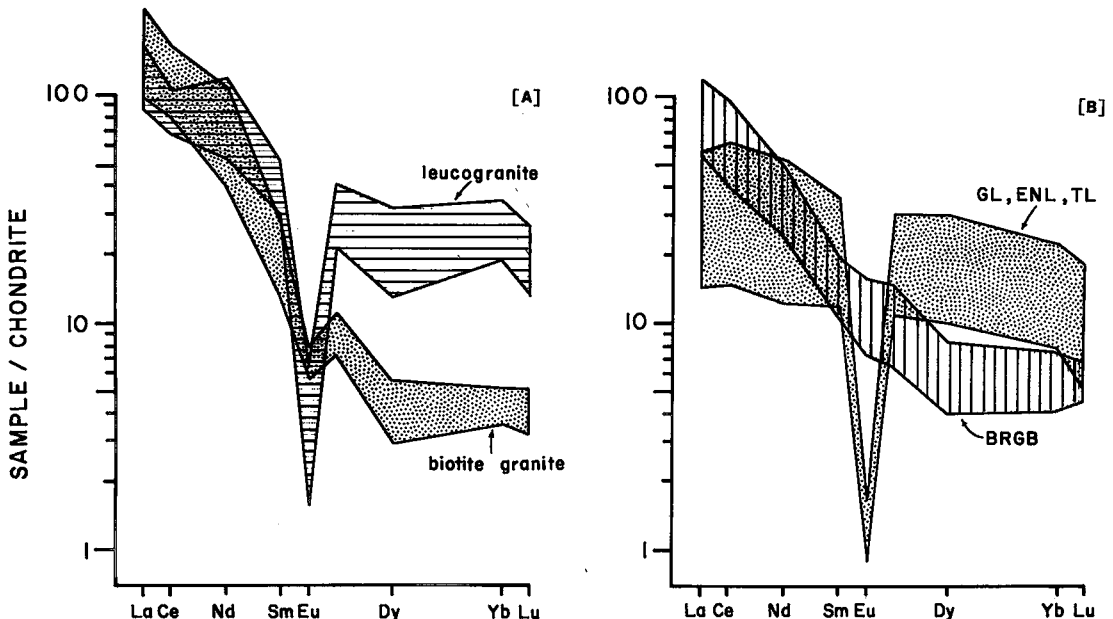 [A]
[B]
SAMPLE / CHONDRITE
100
10
1
leucogranite
biotite granite
La Ce Nd Sm Eu Dy Yb Lu
100
10
1
GL, ENL, TL
BRGB
La Ce Nd Sm Eu Dy Yb Lu